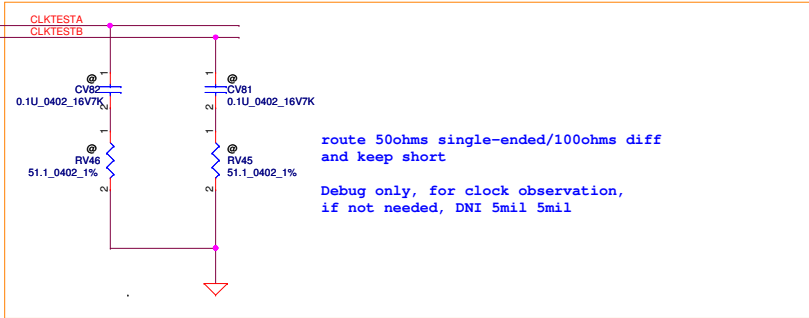 CLKTESTA
CLKTESTB
@
CV82
0.1U_0402_16V7K
1
2
@
CV81
0.1U_0402_16V7K
1
2
@
RV46
51.1_0402_1%
1
2
@
RV45
51.1_0402_1%
1
2
route 50ohms single-ended/100ohms diff
and keep short
Debug only, for clock observation,
if not needed, DNI 5mil 5mil